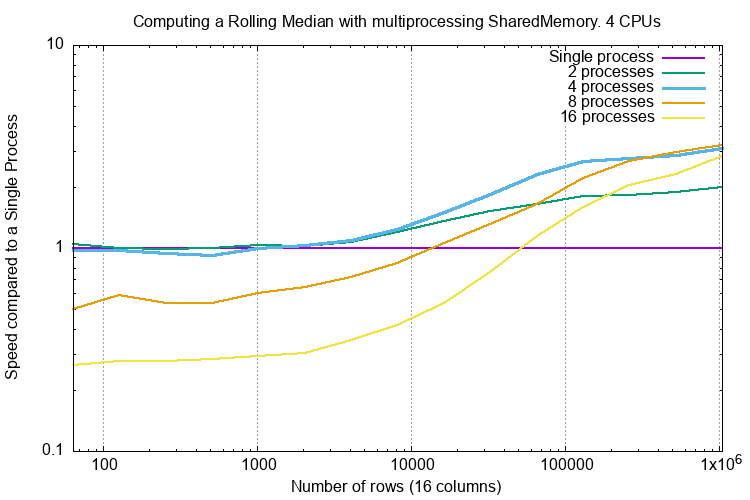 Computing a Rolling Median with multiprocessing SharedMemory. 4 CPUs
10
1
0.1
Speed compared to a Single Process
Single process
2 processes
4 processes
8 processes
16 processes
100
1000
10000
100000
1x10⁶
Number of rows (16 columns)